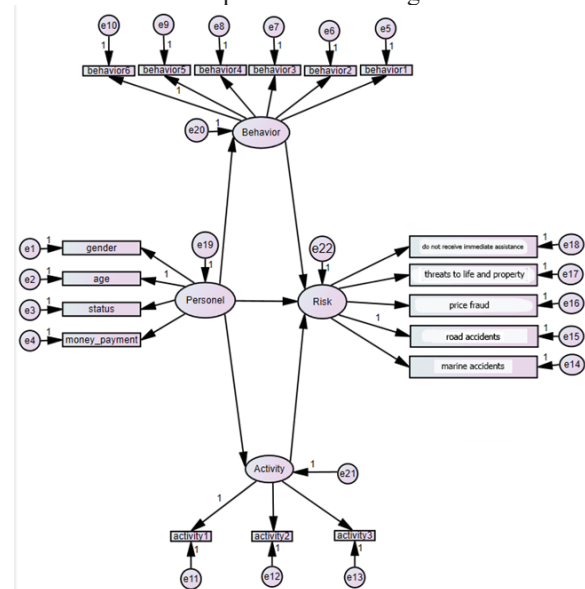 e10 e9 e8 e7 e6 e5
1 1 1 1 1 1
behavior6 behavior5 behavior4 behavior3 behavior2 behavior1
1
e20 1 Behavior
e19 e22
1 1
e1 1 gender
e2 1 age 1
e3 1 status
e4 1 money_payment
Personel Risk
do not receive immediate assistance 1 e18
threats to life and property 1 e17
price fraud 1 e16
1 road accidents 1 e15
marine accidents 1 e14
Activity 1 e21
1
activity1 activity2 activity3
1 1 1
e11 e12 e13